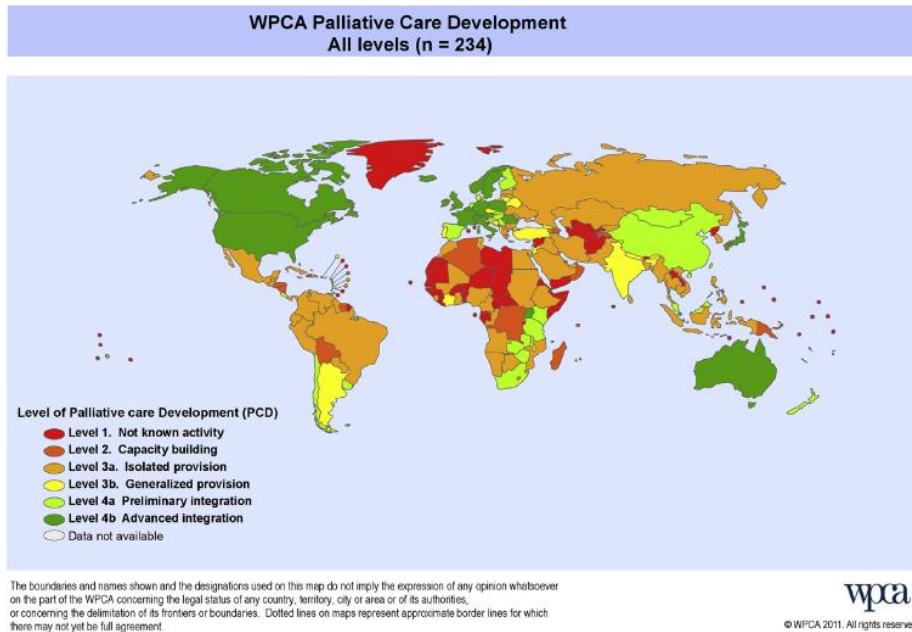 WPCA Palliative Care Development
All levels (n = 234)
Level of Palliative care Development (PCD)
Level 1. Not known activity
Level 2. Capacity building
Level 3a. Isolated provision
Level 3b. Generalized provision
Level 4a Preliminary integration
Level 4b Advanced integration
Data not available
The boundaries and names shown and the designations used on this map do not imply the expression of any opinion whatsoever
on the part of the WPCA concerning the legal status of any country, territory, city or area or of its authorities,
or concerning the delimitation of its frontiers or boundaries. Dotted lines on maps represent approximate border lines for which
there may not yet be full agreement.
wpca
© WPCA 2011. All rights reserve